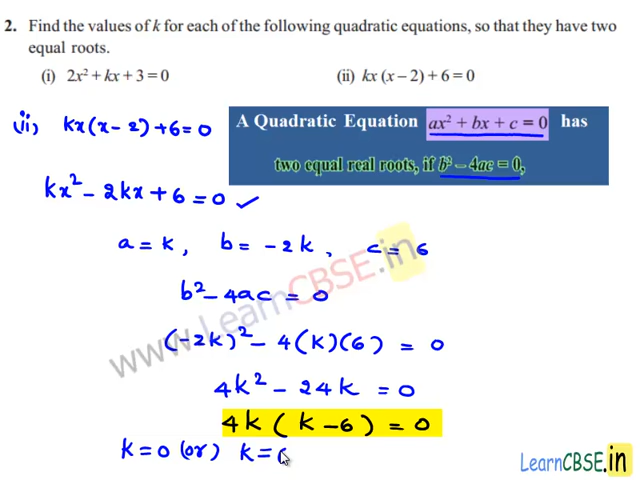 2. Find the values of k for each of the following quadratic equations, so that they have two
equal roots.
(i) 2x² + kx + 3 = 0 (ii) kx (x – 2) + 6 = 0
(ii) kx(x - 2) + 6 = 0
A Quadratic Equation ax² + bx + c = 0 has
two equal real roots, if b² – 4ac = 0,
kx² - 2kx + 6 = 0 ✓
a = k, b = -2k, c = 6
b² - 4ac = 0
(-2k)² - 4(k)(6) = 0
4k² - 24k = 0
4k (k - 6) = 0
k = 0 (or) k =
www.LearnCBSE.in
LearnCBSE.in